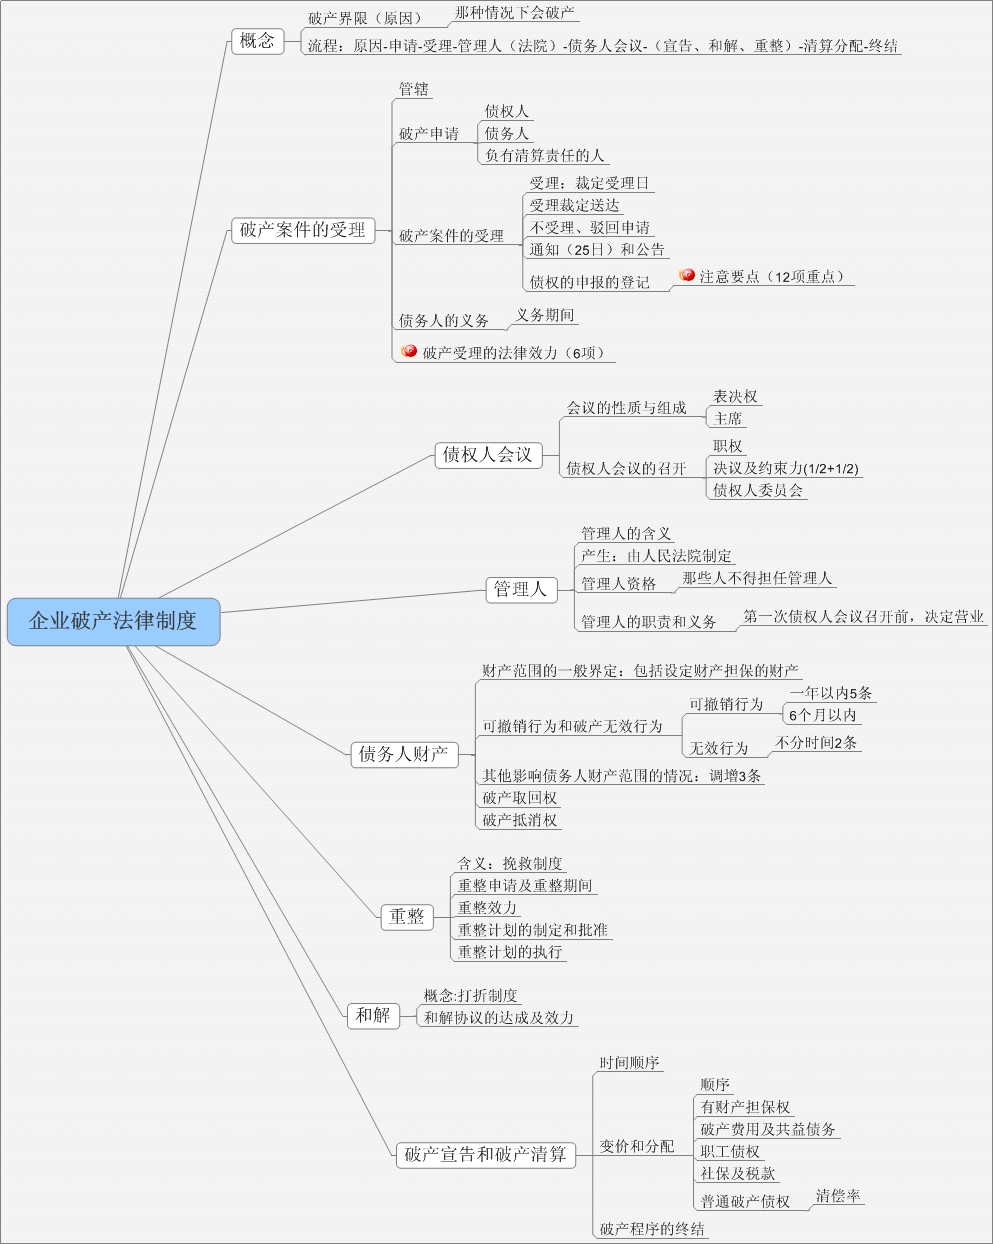 企业破产法律制度
概念
破产界限（原因）
那种情况下会破产
流程：原因-申请-受理-管理人（法院）-债务人会议-（宣告、和解、重整）-清算分配-终结
破产案件的受理
管辖
破产申请
债权人
债务人
负有清算责任的人
破产案件的受理
受理：裁定受理日
受理裁定送达
不受理、驳回申请
通知（25日）和公告
债权的申报的登记
注意要点（12项重点）
债务人的义务
义务期间
破产受理的法律效力（6项）
债权人会议
会议的性质与组成
表决权
主席
债权人会议的召开
职权
决议及约束力(1/2+1/2)
债权人委员会
管理人
管理人的含义
产生：由人民法院制定
管理人资格
那些人不得担任管理人
管理人的职责和义务
第一次债权人会议召开前，决定营业
债务人财产
财产范围的一般界定：包括设定财产担保的财产
可撤销行为和破产无效行为
可撤销行为
一年以内5条
6个月以内
无效行为
不分时间2条
其他影响债务人财产范围的情况：调增3条
破产取回权
破产抵消权
重整
含义：挽救制度
重整申请及重整期间
重整效力
重整计划的制定和批准
重整计划的执行
和解
概念:打折制度
和解协议的达成及效力
破产宣告和破产清算
时间顺序
变价和分配
顺序
有财产担保权
破产费用及共益债务
职工债权
社保及税款
普通破产债权
清偿率
破产程序的终结